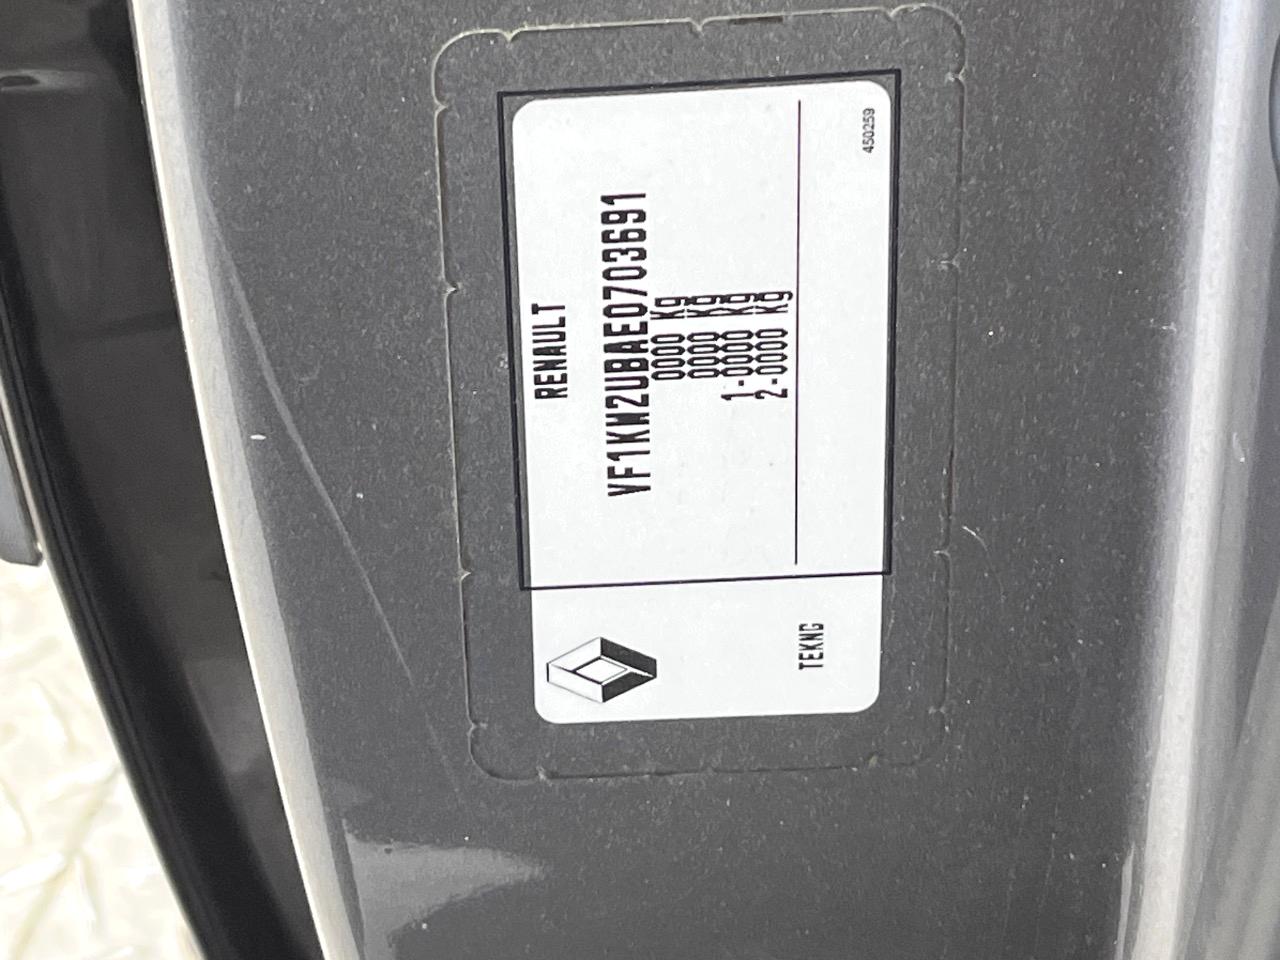 RENAULT
VF1KW2UBAE0703691
0000 Kg
0000 Kg
1-0000 Kg
2-0000 Kg
450259
TEKNG